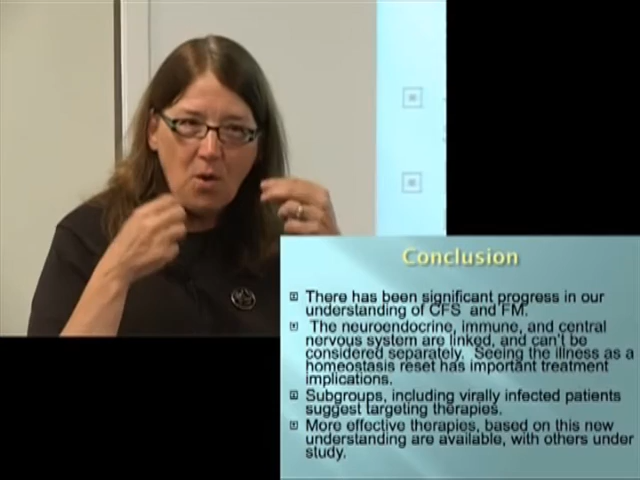 Conclusion
There has been significant progress in our
understanding of CFS and FM.
The neuroendocrine, immune, and central
nervous system are linked, and can't be
considered separately. Seeing the illness as a
homeostasis reset has important treatment
implications.
Subgroups, including virally infected patients
suggest targeting therapies.
More effective therapies, based on this new
understanding are available, with others under
study.